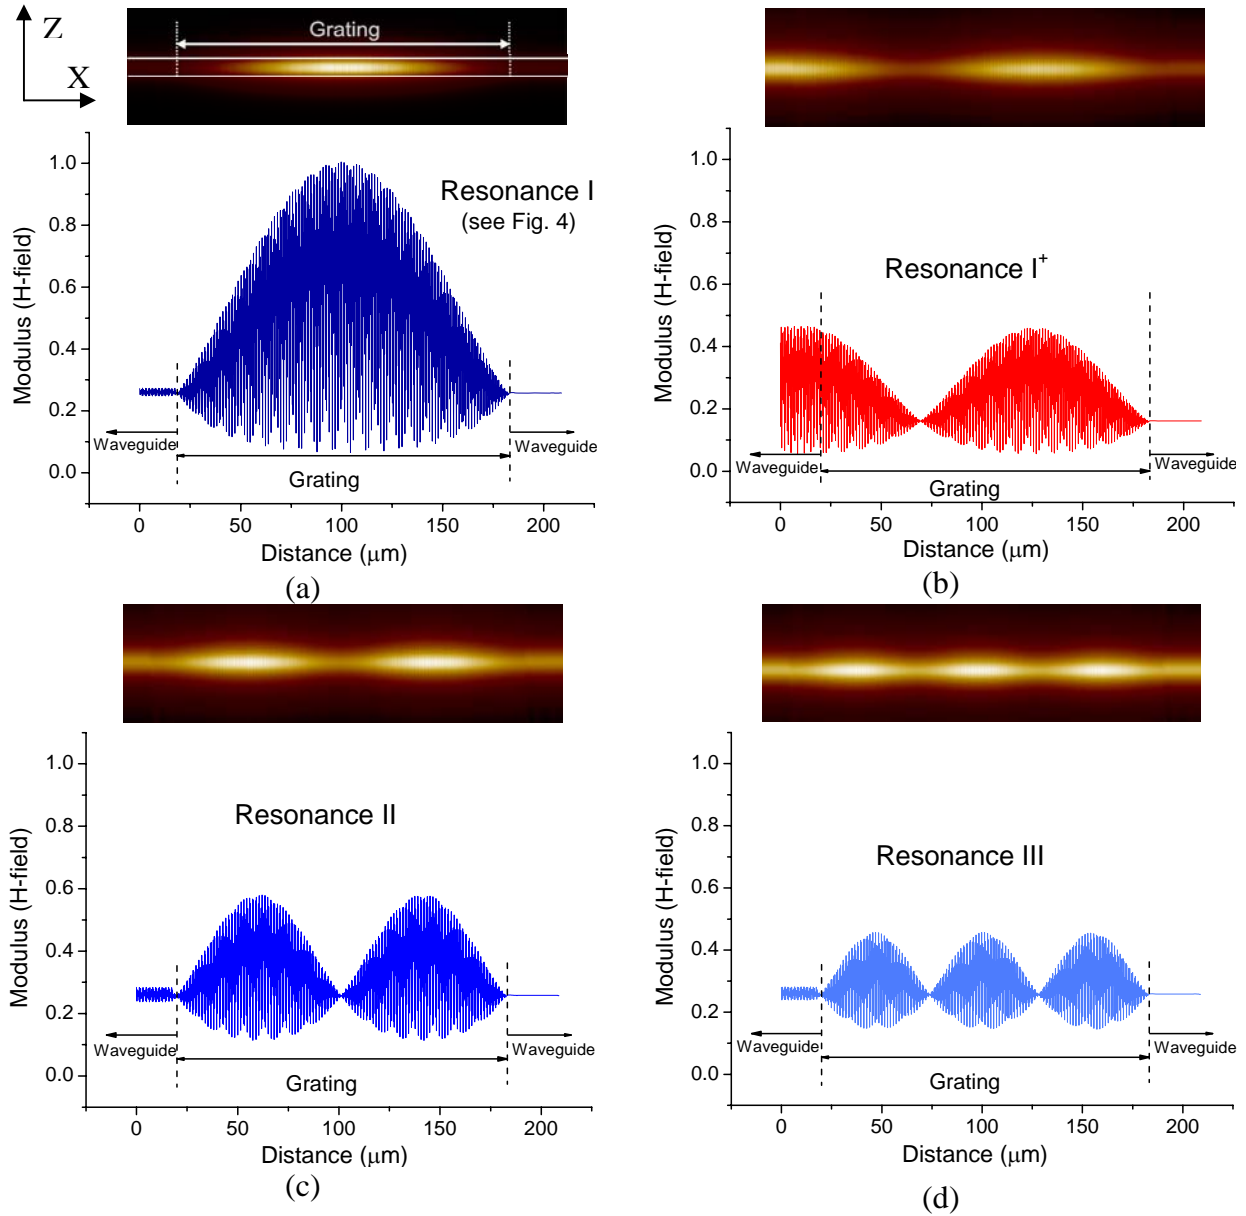 Z
X
Grating
Modulus (H-field)
1.0
0.8
0.6
0.4
0.2
0.0
Resonance I
(see Fig. 4)
Waveguide
Waveguide
Grating
0 50 100 150 200
Distance (μm)
(a)
Modulus (H-field)
1.0
0.8
0.6
0.4
0.2
0.0
Resonance I⁺
Waveguide
Waveguide
Grating
0 50 100 150 200
Distance (μm)
(b)
Modulus (H-field)
1.0
0.8
0.6
0.4
0.2
0.0
Resonance II
Waveguide
Waveguide
Grating
0 50 100 150 200
Distance (μm)
(c)
Modulus (H-field)
1.0
0.8
0.6
0.4
0.2
0.0
Resonance III
Waveguide
Waveguide
Grating
0 50 100 150 200
Distance (μm)
(d)